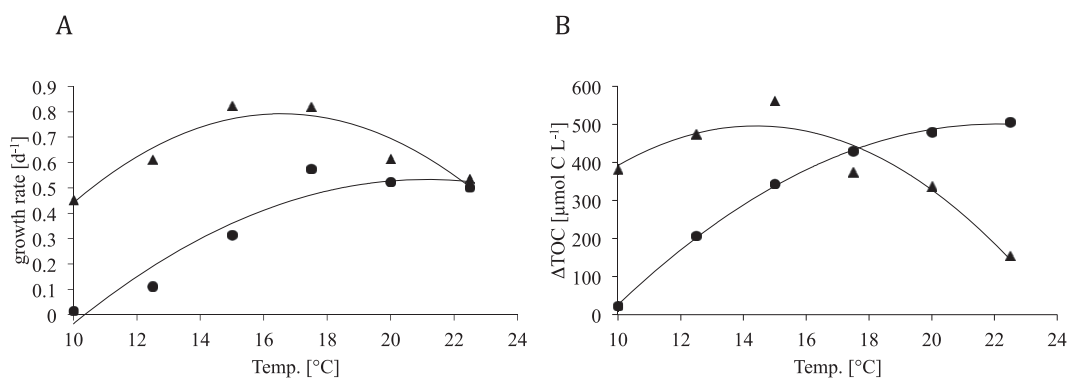 A
B
growth rate [d⁻¹]
0.9
0.8
0.7
0.6
0.5
0.4
0.3
0.2
0.1
0
10 12 14 16 18 20 22 24
Temp. [°C]
ΔTOC [µmol C L⁻¹]
600
500
400
300
200
100
0
10 12 14 16 18 20 22 24
Temp. [°C]